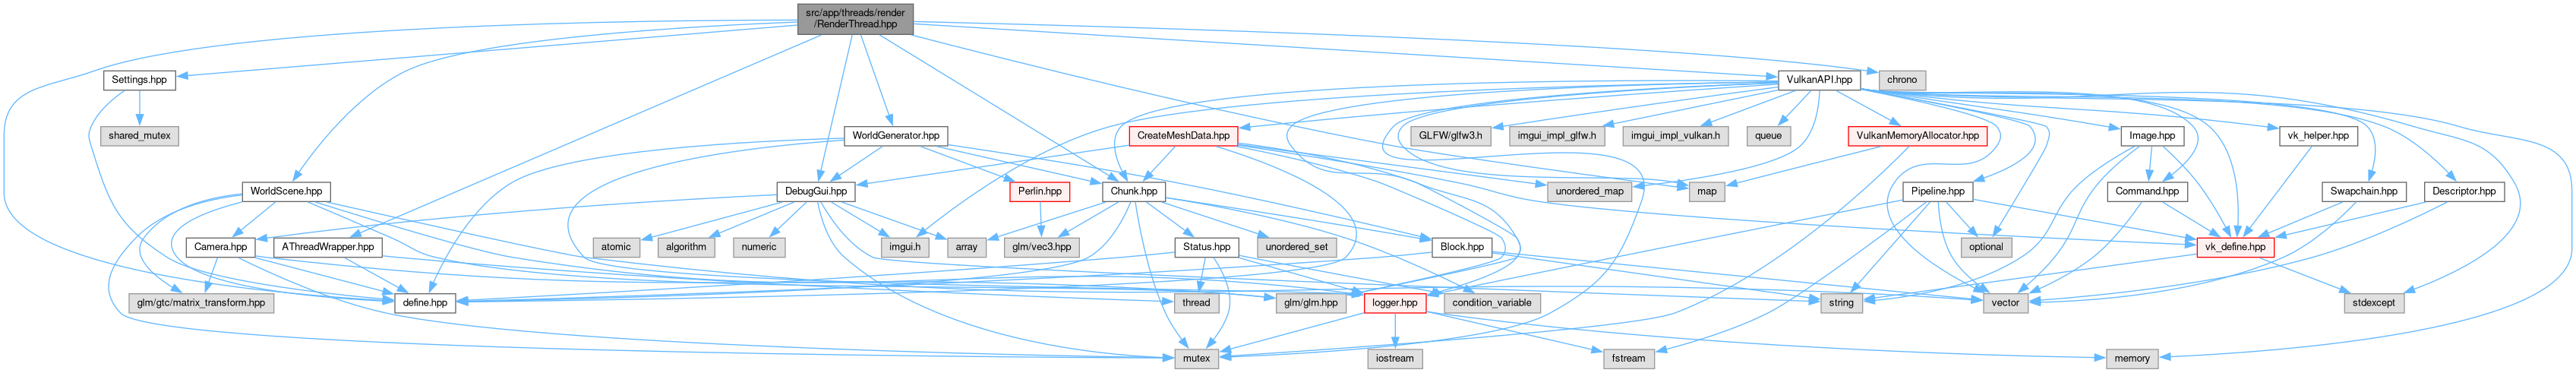 src/app/threads/render
/RenderThread.hpp
Settings.hpp
VulkanAPI.hpp
chrono
shared_mutex
WorldGenerator.hpp
CreateMeshData.hpp
GLFW/glfw3.h
imgui_impl_glfw.h
imgui_impl_vulkan.h
queue
VulkanMemoryAllocator.hpp
Image.hpp
vk_helper.hpp
WorldScene.hpp
DebugGui.hpp
Perlin.hpp
Chunk.hpp
unordered_map
map
Pipeline.hpp
Command.hpp
Swapchain.hpp
Descriptor.hpp
Camera.hpp
AThreadWrapper.hpp
atomic
algorithm
numeric
imgui.h
array
glm/vec3.hpp
Status.hpp
unordered_set
Block.hpp
optional
vk_define.hpp
glm/gtc/matrix_transform.hpp
define.hpp
thread
glm/glm.hpp
logger.hpp
condition_variable
string
vector
stdexcept
mutex
iostream
fstream
memory